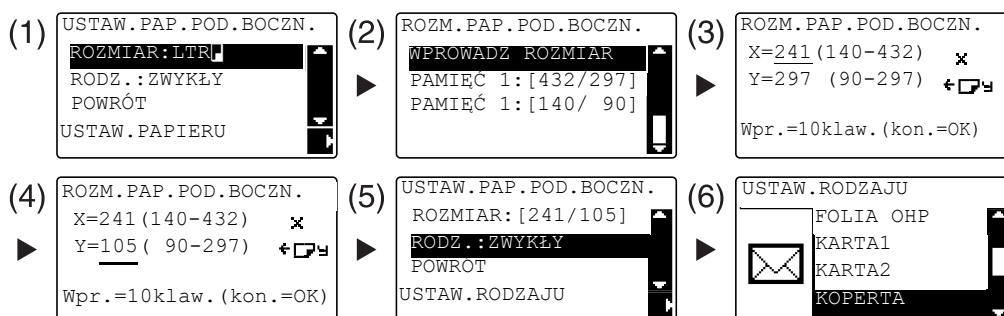 (1)
USTAW.PAP.POD.BOCZN.
ROZMIAR:LTR
RODZ.:ZWYKŁY
POWRÓT
USTAW.PAPIERU
(2)
ROZM.PAP.POD.BOCZN.
WPROWADZ ROZMIAR
PAMIĘĆ 1:[432/297]
PAMIĘĆ 1:[140/ 90]
(3)
ROZM.PAP.POD.BOCZN.
X=241(140-432) X
Y=297 (90-297) Y
Wpr.=10klaw.(kon.=OK)
(4)
ROZM.PAP.POD.BOCZN.
X=241(140-432) X
Y=105( 90-297) Y
Wpr.=10klaw.(kon.=OK)
(5)
USTAW.PAP.POD.BOCZN.
ROZMIAR:[241/105]
RODZ.:ZWYKŁY
POWRÓT
USTAW.RODZAJU
(6)
USTAW.RODZAJU
FOLIA OHP
KARTA1
KARTA2
KOPERTA